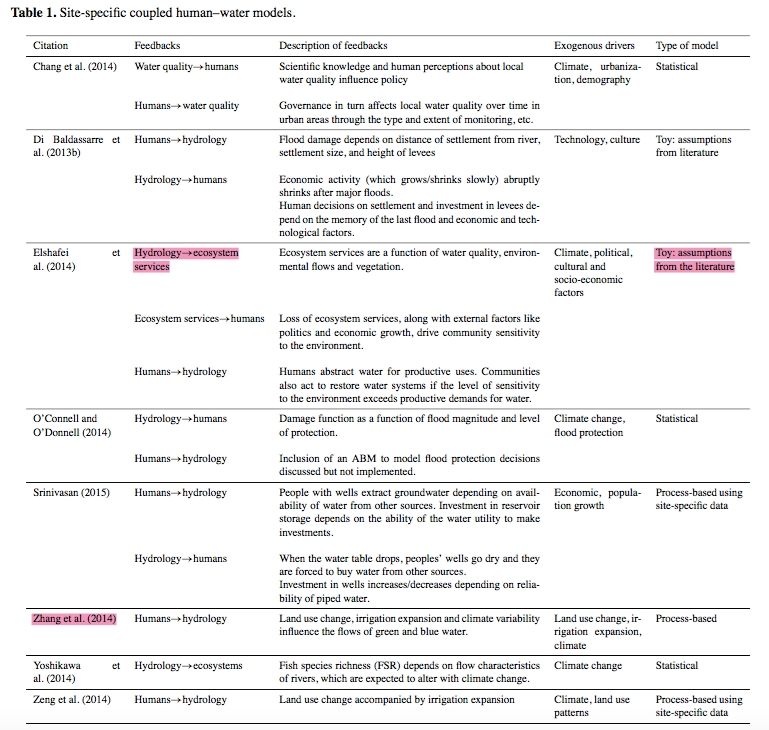 Table 1. Site-specific coupled human–water models.
Citation Feedbacks Description of feedbacks Exogenous drivers Type of model
Chang et al. (2014) Water quality→humans Scientific knowledge and human perceptions about local Climate, urbaniza- Statistical
water quality influence policy tion, demography
Humans→water quality Governance in turn affects local water quality over time in
urban areas through the type and extent of monitoring, etc.
Di Baldassarre et Humans→hydrology Flood damage depends on distance of settlement from river, Technology, culture Toy: assumptions
al. (2013b) settlement size, and height of levees from literature
Hydrology→humans Economic activity (which grows/shrinks slowly) abruptly
shrinks after major floods.
Human decisions on settlement and investment in levees de-
pend on the memory of the last flood and economic and tech-
nological factors.
Elshafei et Hydrology→ecosystem Ecosystem services are a function of water quality, environ- Climate, political, Toy: assumptions
al. (2014) services mental flows and vegetation. cultural and from the literature
socio-economic
factors
Ecosystem services→humans Loss of ecosystem services, along with external factors like
politics and economic growth, drive community sensitivity
to the environment.
Humans→hydrology Humans abstract water for productive uses. Communities
also act to restore water systems if the level of sensitivity
to the environment exceeds productive demands for water.
O’Connell and Hydrology→humans Damage function as a function of flood magnitude and level Climate change, Statistical
O’Donnell (2014) of protection. flood protection
Humans→hydrology Inclusion of an ABM to model flood protection decisions
discussed but not implemented.
Srinivasan (2015) Humans→hydrology People with wells extract groundwater depending on avail- Economic, popula- Process-based using
ability of water from other sources. Investment in reservoir tion growth site-specific data
storage depends on the ability of the water utility to make
investments.
Hydrology→humans When the water table drops, peoples’ wells go dry and they
are forced to buy water from other sources.
Investment in wells increases/decreases depending on relia-
bility of piped water.
Zhang et al. (2014) Humans→hydrology Land use change, irrigation expansion and climate variability Land use change, ir- Process-based
influence the flows of green and blue water. rigation expansion,
climate
Yoshikawa et Hydrology→ecosystems Fish species richness (FSR) depends on flow characteristics Climate change Statistical
al. (2014) of rivers, which are expected to alter with climate change.
Zeng et al. (2014) Humans→hydrology Land use change accompanied by irrigation expansion Climate, land use Process-based using
patterns site-specific data